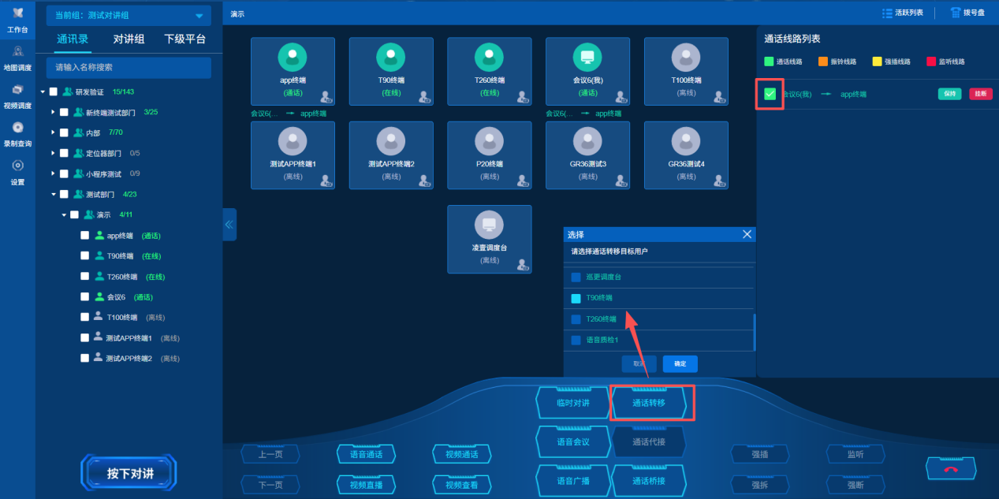 工作台
地图调度
视频调度
录制查询
设置
当前组: 测试对讲组
通讯录 对讲组 下级平台
请输入名称搜索
研发验证 15/143
新终端测试部门 3/25
内部 7/70
定位器部门 0/5
小程序测试 0/9
测试部门 4/23
演示 4/11
app终端 (通话)
T90终端 (在线)
T260终端 (在线)
会议6 (通话)
T100终端 (离线)
测试APP终端1 (离线)
测试APP终端2 (离线)
按下对讲
演示
活跃列表
拨号盘
app终端
(通话)
T90终端
(在线)
T260终端
(在线)
会议6(我)
(通话)
T100终端
(离线)
会议6(... → app终端
会议6(... → app终端
测试APP终端1
(离线)
测试APP终端2
(离线)
P20终端
(离线)
GR36测试3
(离线)
GR36测试4
(离线)
凌壹调度台
(离线)
选择
请选择通话转移目标用户
巡更调度台
T90终端
T260终端
语音质检1
取消 确定
通话线路列表
通话线路 振铃线路 强插线路 监听线路
会议6(我) → app终端 保持 挂断
临时对讲 通话转移
语音会议 通话代接
语音广播 通话桥接
上一页 语音通话 视频通话
下一页 视频直播 视频查看
强插 监听
强拆 强断